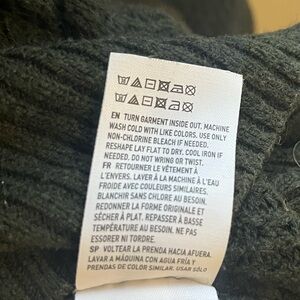 EN TURN GARMENT INSIDE OUT. MACHINE
WASH COLD WITH LIKE COLORS. USE ONLY
NON-CHLORINE BLEACH IF NEEDED.
RESHAPE LAY FLAT TO DRY. COOL IRON IF
NEEDED. DO NOT WRING OR TWIST.
FR RETOURNER LE VÊTEMENT À
L'ENVERS. LAVER À LA MACHINE À L'EAU
FROIDE AVEC COULEURS SIMILAIRES.
BLANCHIR SANS CHLORE AU BESOIN.
REDONNER LA FORME ORIGINALE ET
SÉCHER À PLAT. REPASSER À BASSE
TEMPÉRATURE AU BESOIN. NE PAS
ESSORER NI TORDRE.
SP VOLTEAR LA PRENDA HACIA AFUERA.
LAVAR A MÁQUINA CON AGUA FRÍA Y
PRENDAS DE COLOR SIMILAR. USAR SÓLO